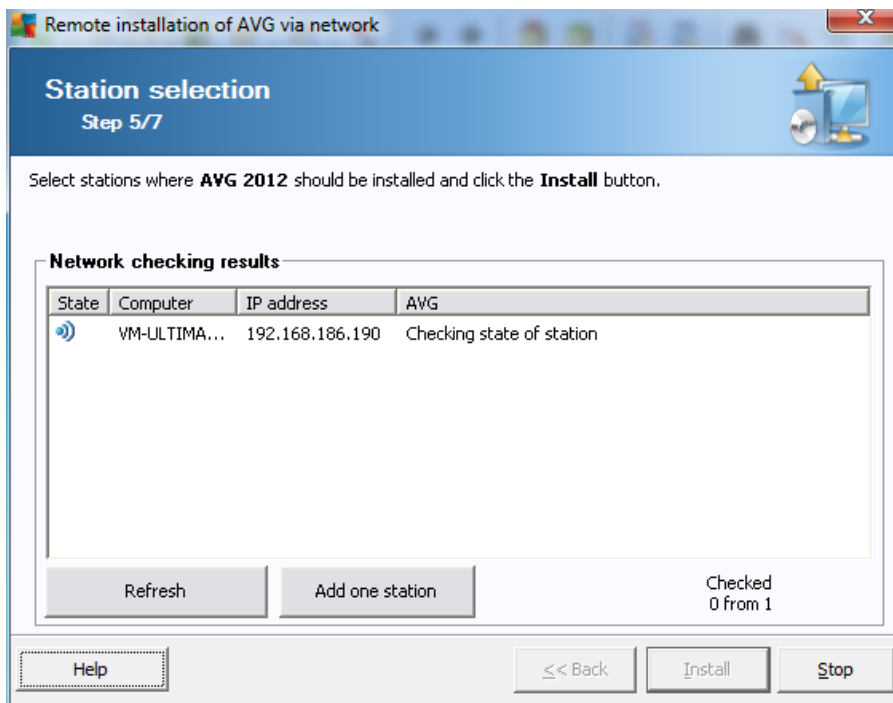 Remote installation of AVG via network
Station selection
Step 5/7
Select stations where AVG 2012 should be installed and click the Install button.
Network checking results
State Computer IP address AVG
VM-ULTIMA... 192.168.186.190 Checking state of station
Refresh Add one station Checked
0 from 1
Help << Back Install Stop